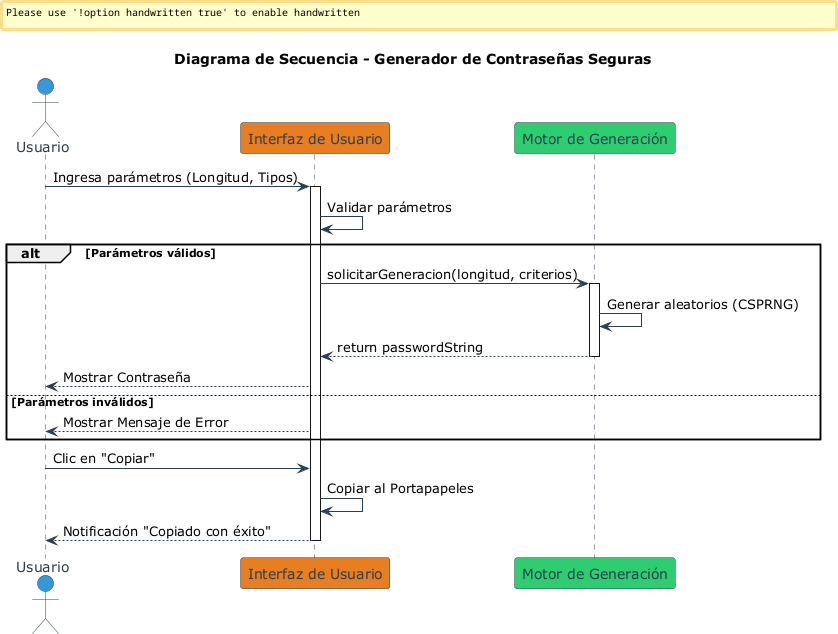 Please use '!option handwritten true' to enable handwritten
Diagrama de Secuencia - Generador de Contraseñas Seguras
Usuario
Interfaz de Usuario
Motor de Generación
Ingresa parámetros (Longitud, Tipos)
Validar parámetros
alt
[Parámetros válidos]
solicitarGeneracion(longitud, criterios)
Generar aleatorios (CSPRNG)
return passwordString
Mostrar Contraseña
[Parámetros inválidos]
Mostrar Mensaje de Error
Clic en "Copiar"
Copiar al Portapapeles
Notificación "Copiado con éxito"
Usuario
Interfaz de Usuario
Motor de Generación